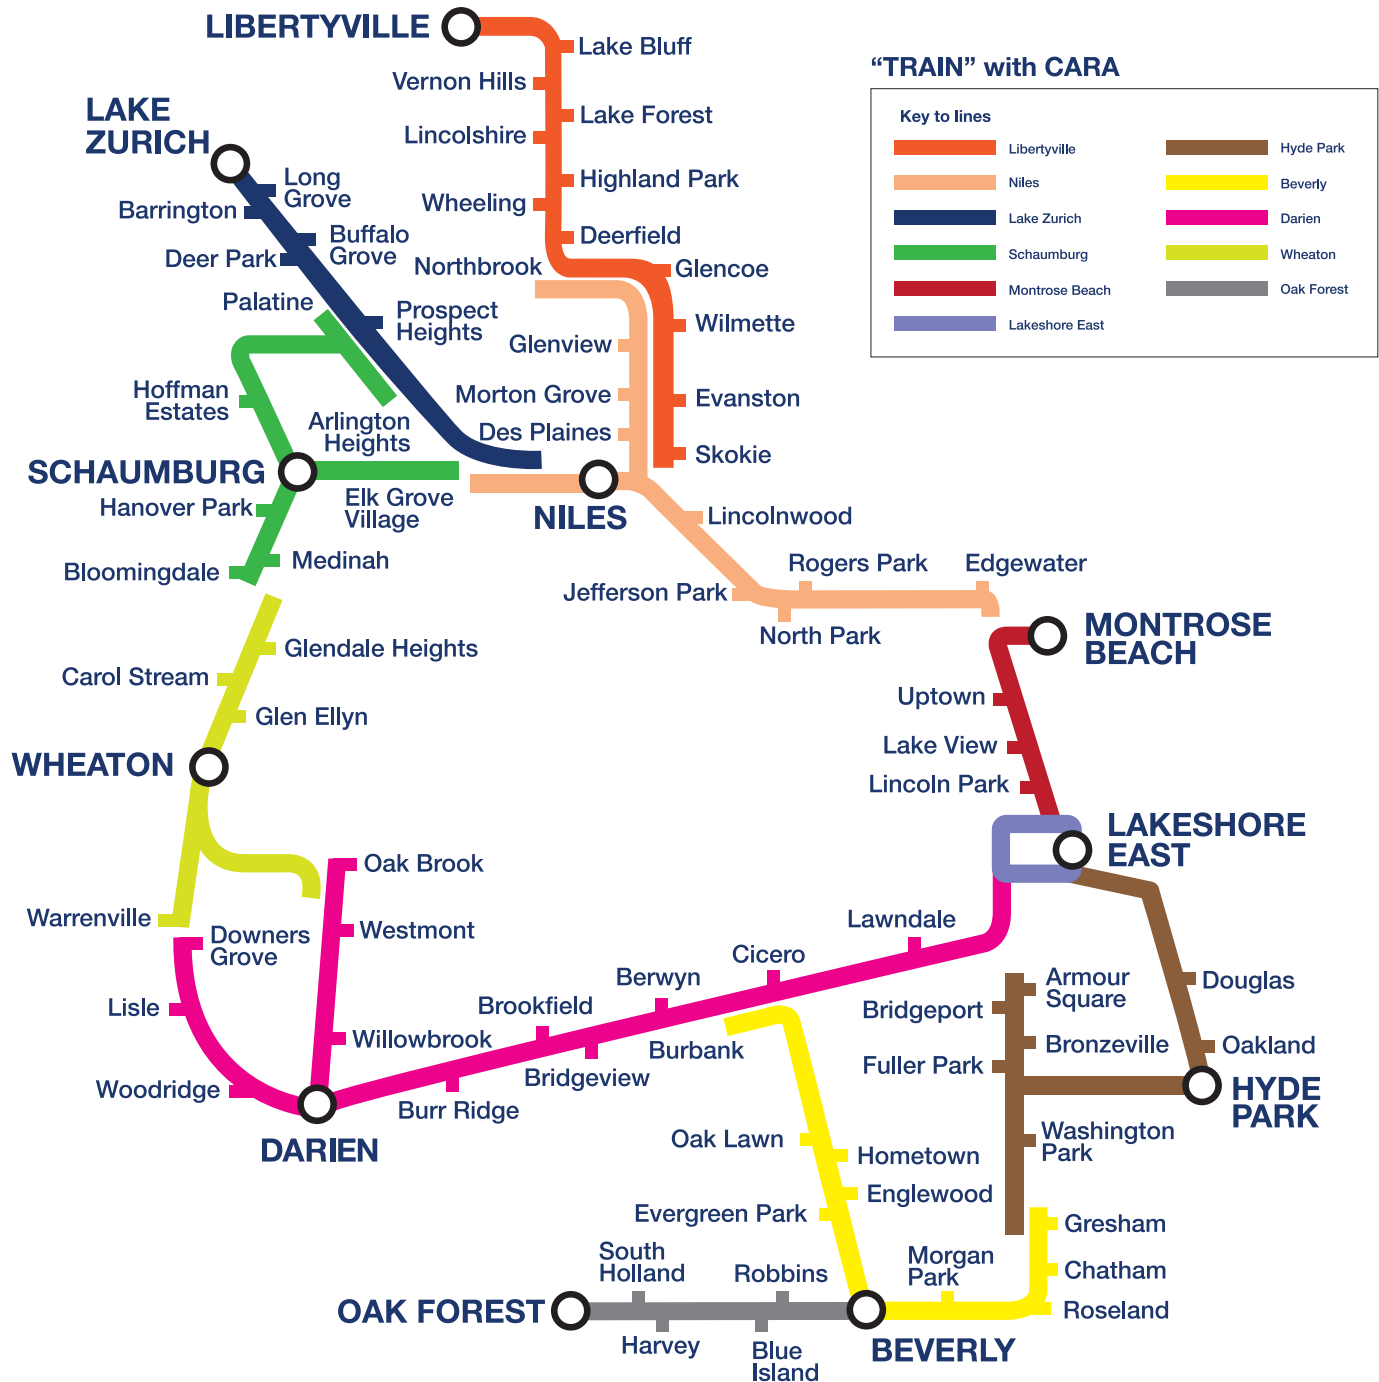 LIBERTYVILLE
Lake Bluff
Vernon Hills
Lake Forest
Lincolshire
Highland Park
Wheeling
Deerfield
Northbrook
Glencoe
"TRAIN" with CARA
Key to lines
Libertyville
Niles
Lake Zurich
Schaumburg
Montrose Beach
Lakeshore East
Hyde Park
Beverly
Darien
Wheaton
Oak Forest
LAKE
ZURICH
Long
Grove
Barrington
Buffalo
Grove
Deer Park
Palatine
Prospect
Heights
Wilmette
Glenview
Hoffman
Estates
Morton Grove
Evanston
Arlington
Heights
Des Plaines
Skokie
SCHAUMBURG
Elk Grove
Village
Hanover Park
NILES
Lincolnwood
Bloomingdale
Medinah
Jefferson Park
Rogers Park
Edgewater
North Park
MONTROSE
BEACH
Glendale Heights
Carol Stream
Glen Ellyn
Uptown
Lake View
Lincoln Park
WHEATON
LAKESHORE
EAST
Oak Brook
Warrenville
Downers
Grove
Westmont
Lawndale
Cicero
Berwyn
Brookfield
Lisle
Willowbrook
Woodridge
Burr Ridge
Bridgeview
Burbank
DARIEN
Armour
Square
Bridgeport
Douglas
Bronzeville
Fuller Park
Oakland
HYDE
PARK
Washington
Park
Oak Lawn
Hometown
Englewood
Evergreen Park
Gresham
Morgan
Park
Chatham
Roseland
South
Holland
Robbins
OAK FOREST
Harvey
Blue
Island
BEVERLY